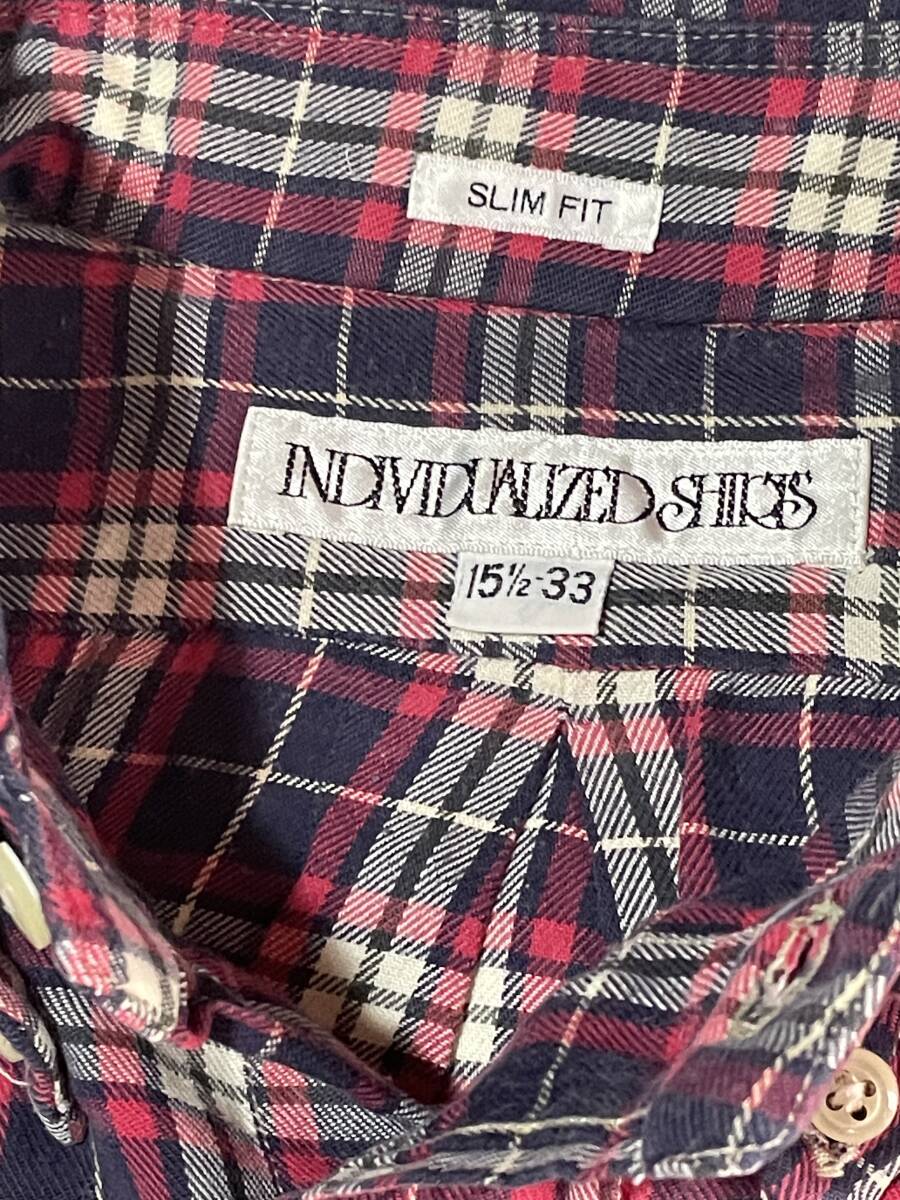 SLIM FIT
INDIVIDUALIZED SHIRTS
15½-33